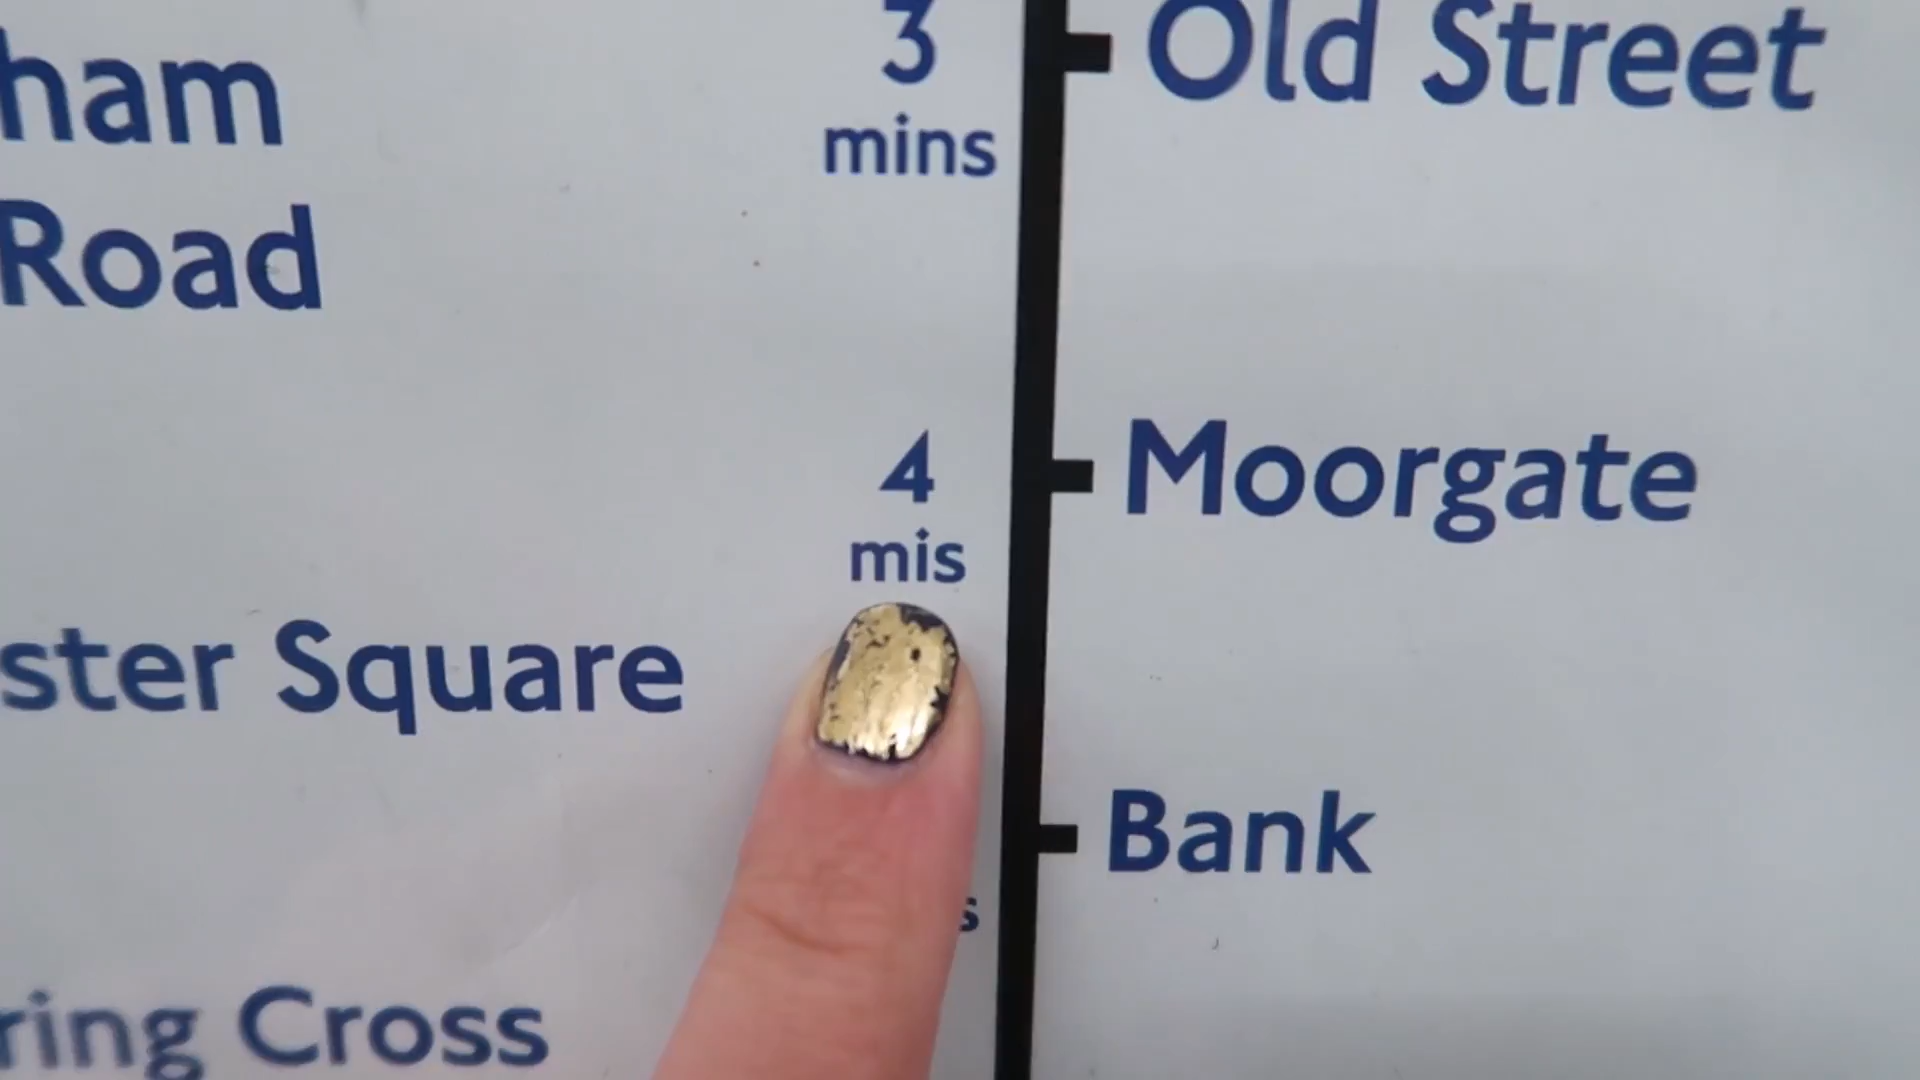 ham
Road
ster Square
ring Cross
3
mins
4
mis
s
Old Street
Moorgate
Bank